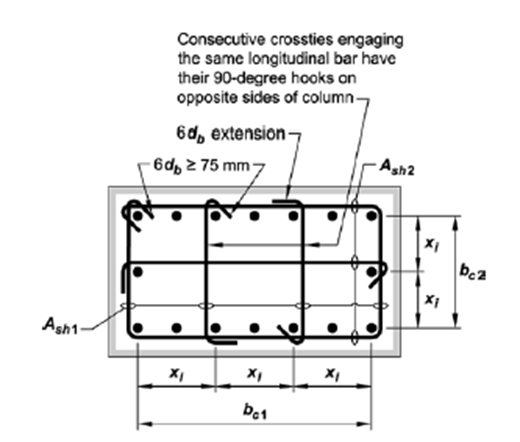 Consecutive crossties engaging
the same longitudinal bar have
their 90-degree hooks on
opposite sides of column
6d_b extension
6d_b ≥ 75 mm
A_sh2
x_i
b_c2
x_i
A_sh1
x_i x_i x_i
b_c1